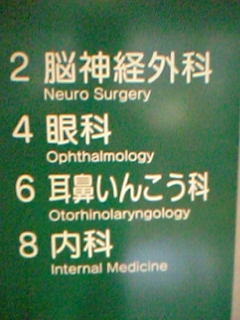 2 脳神経外科
Neuro Surgery
4 眼科
Ophthalmology
6 耳鼻いんこう科
Otorhinolaryngology
8 内科
Internal Medicine